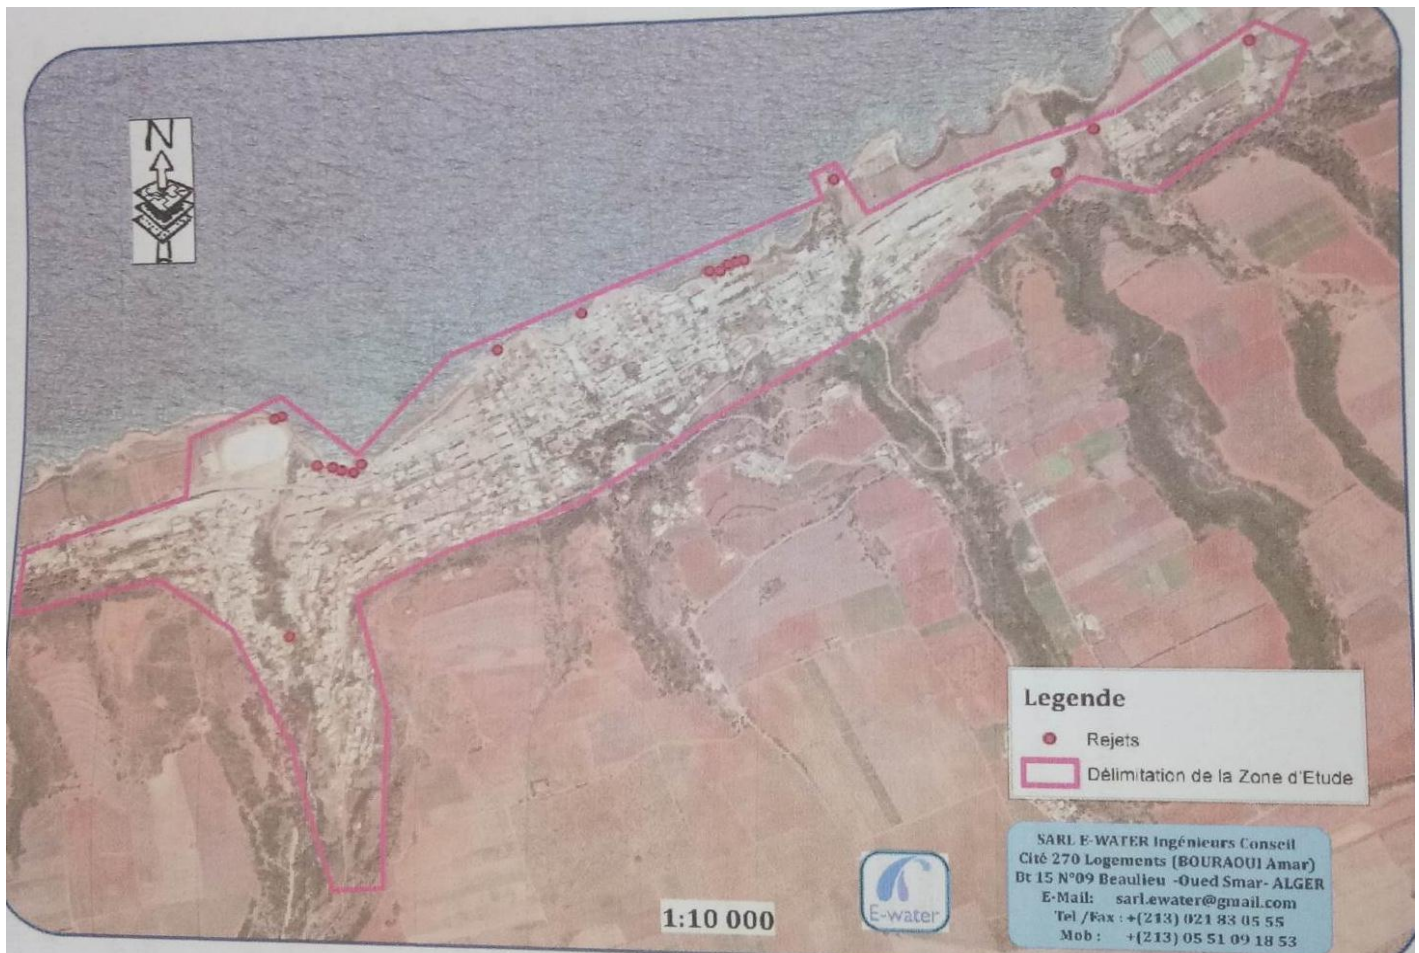 N
Legende
Rejets
Délimitation de la Zone d'Etude
SARL E-WATER Ingénieurs Conseil
Cité 270 Logements (BOURAOUI Amar)
Bt 15 N°09 Beaulieu -Oued Smar- ALGER
E-Mail: sarl.ewater@gmail.com
Tel /Fax : +(213) 021 83 05 55
Mob : +(213) 05 51 09 18 53
E-water
1:10 000